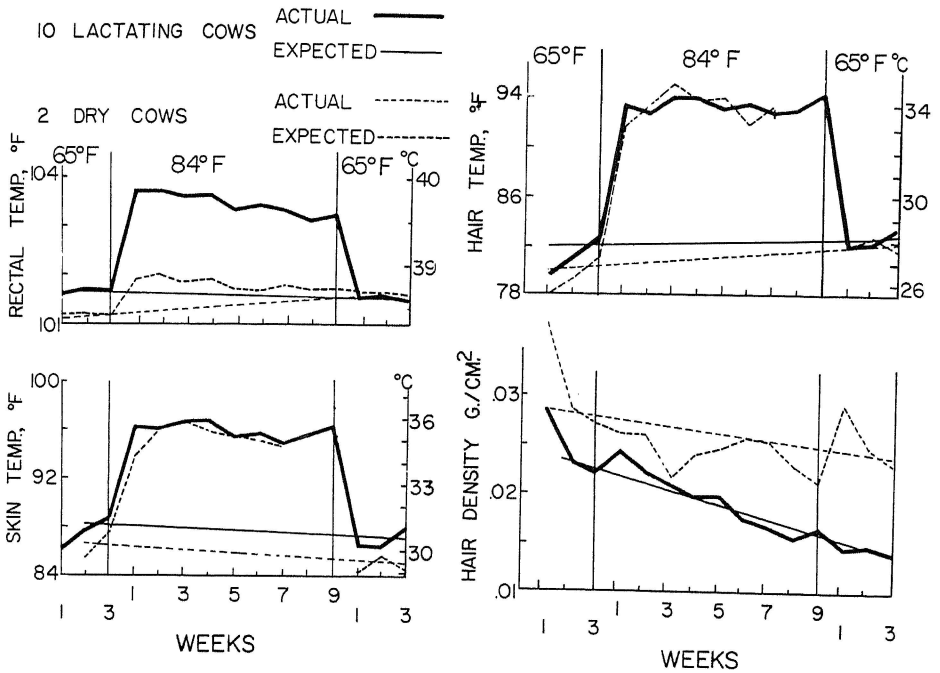 10 LACTATING COWS
ACTUAL
EXPECTED
2 DRY COWS
ACTUAL
EXPECTED
65°F 84°F 65°F °C
RECTAL TEMP., °F
104
101
40
39
65°F 84°F 65°F °C
HAIR TEMP., °F
94
86
78
34
30
26
SKIN TEMP., °F
100
92
84
°C
36
33
30
1 3 1 3 5 7 9 1 3
WEEKS
HAIR DENSITY G./CM.²
.03
.02
.01
1 3 1 3 5 7 9 1 3
WEEKS